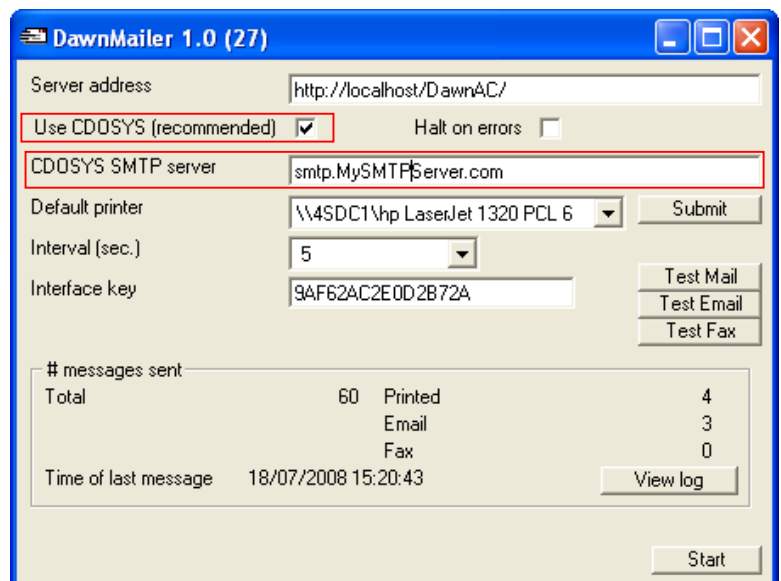 DawnMailer 1.0 (27)
Server address http://localhost/DawnAC/
Use CDOSYS (recommended) Halt on errors
CDOSYS SMTP server smtp.MySMTPServer.com
Default printer \\4SDC1\hp LaserJet 1320 PCL 6 Submit
Interval (sec.) 5
Interface key 9AF62AC2E0D2B72A
Test Mail
Test Email
Test Fax
# messages sent
Total 60 Printed 4
Email 3
Fax 0
Time of last message 18/07/2008 15:20:43 View log
Start